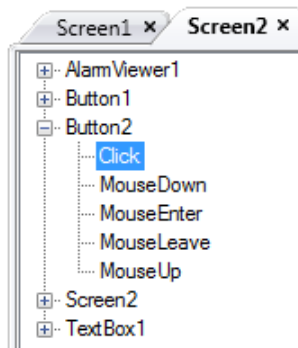 Screen1 × Screen2 ×
AlarmViewer1
Button1
Button2
Click
MouseDown
MouseEnter
MouseLeave
MouseUp
Screen2
TextBox1